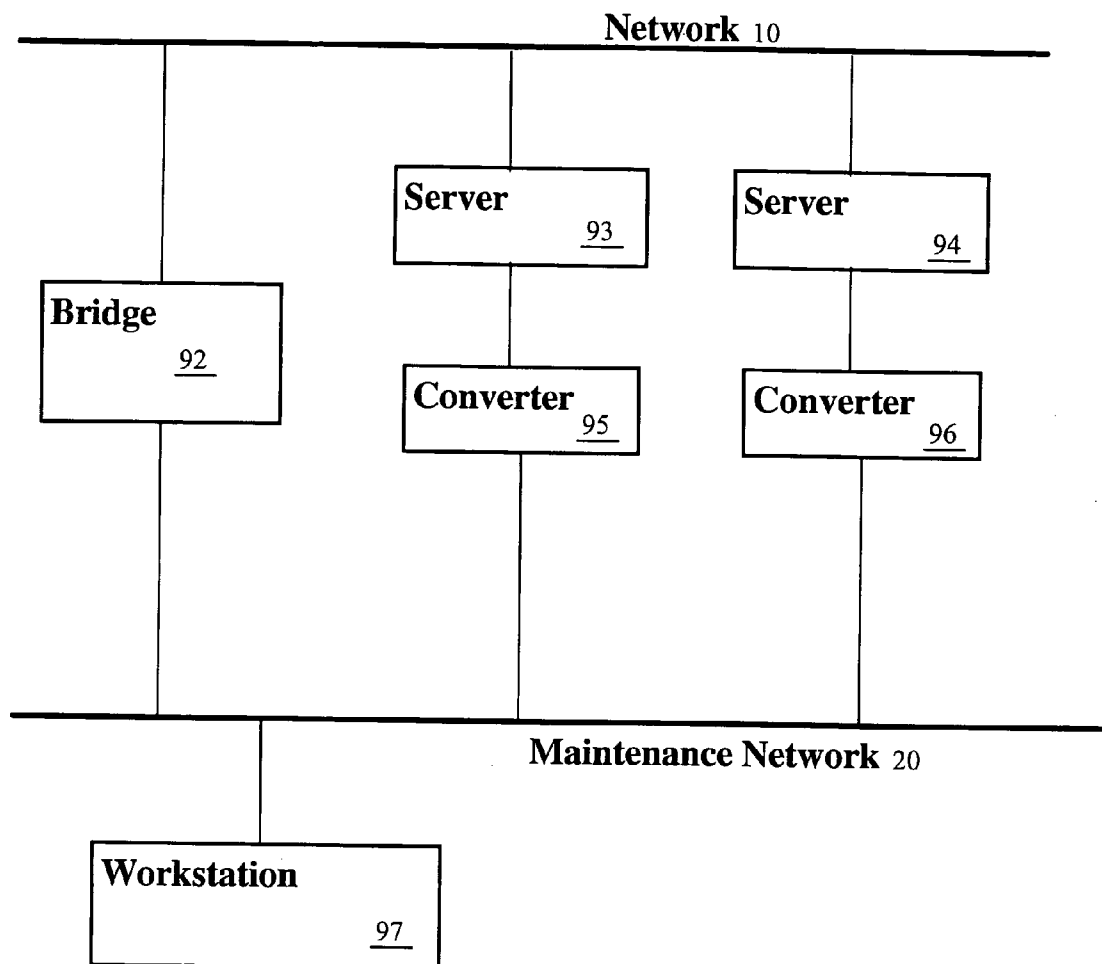 Network 10
Server
93
Server
94
Bridge
92
Converter
95
Converter
96
Maintenance Network 20
Workstation
97